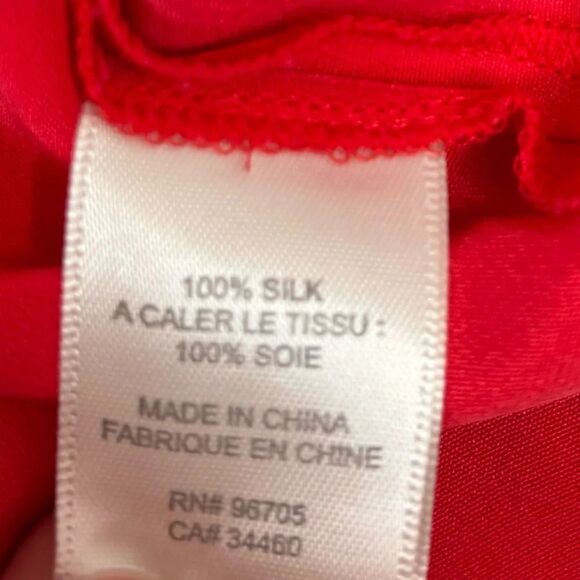 100% SILK
A CALER LE TISSU :
100% SOIE
MADE IN CHINA
FABRIQUE EN CHINE
RN# 96705
CA# 34460